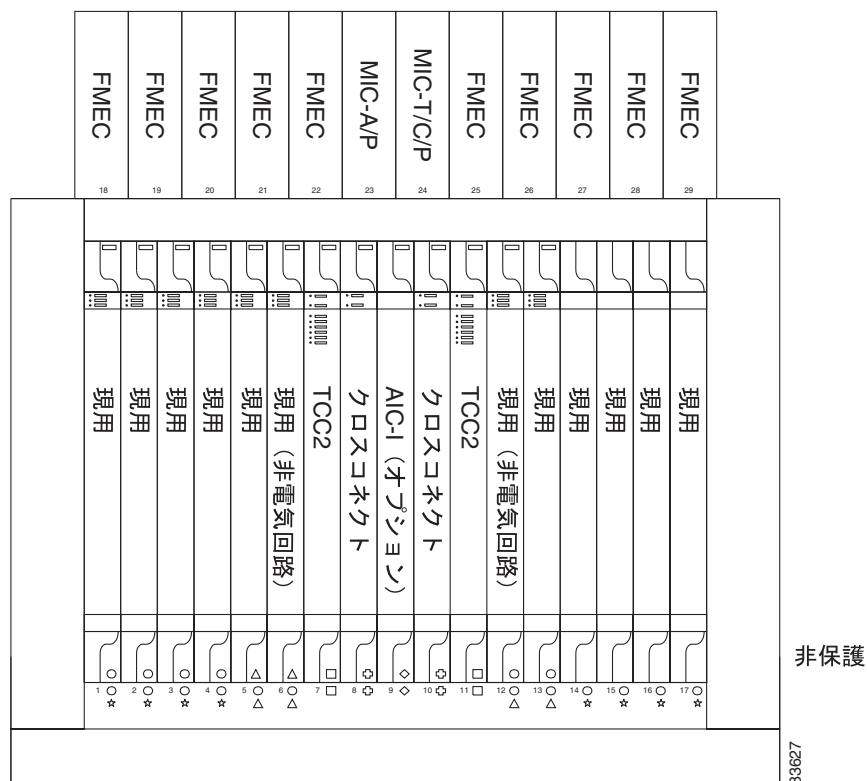 FMEC FMEC FMEC FMEC FMEC MIC-A/P MIC-T/C/P FMEC FMEC FMEC FMEC FMEC
18 19 20 21 22 23 24 25 26 27 28 29
現用
現用
現用
現用
現用
現用（非電気回路）
TCC2
クロスコネクト
AIC-I（オプション）
クロスコネクト
TCC2
現用（非電気回路）
現用
現用
現用
現用
現用
1 2 3 4 5 6 7 8 9 10 11 12 13 14 15 16 17
非保護